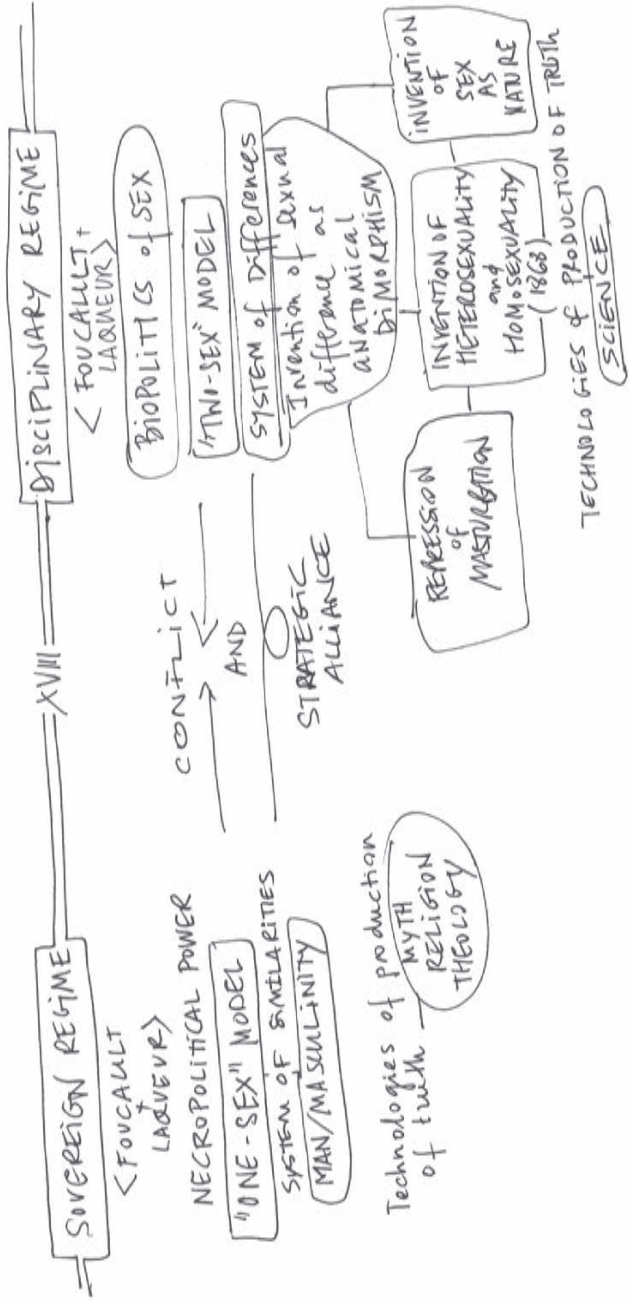 SOVEREIGN REGIME
<FOUCAULT
+
LAQUEUR>
NECROPOLITICAL POWER
"ONE-SEX" MODEL
SYSTEM OF SIMILARITIES
MAN/MASCULINITY
Technologies of production
of truth
MYTH
RELIGION
THEOLOGY
XVIII
CONFLICT
AND
STRATEGIC
ALLIANCE
DISCIPLINARY REGIME
<FOUCAULT+
LAQUEUR>
BIOPOLITICS of SEX
"TWO-SEX" MODEL
SYSTEM OF Differences
Invention of sexual
difference as
ANATOMICAL
DIMORPHISM
REPRESSION
OF
MASTURBATION
INVENTION OF
HETEROSEXUALITY
and
HOMOSEXUALITY
(1868)
INVENTION
OF
SEX
AS
NATURE
TECHNOLOGIES of PRODUCTION OF TRUTH
SCIENCE